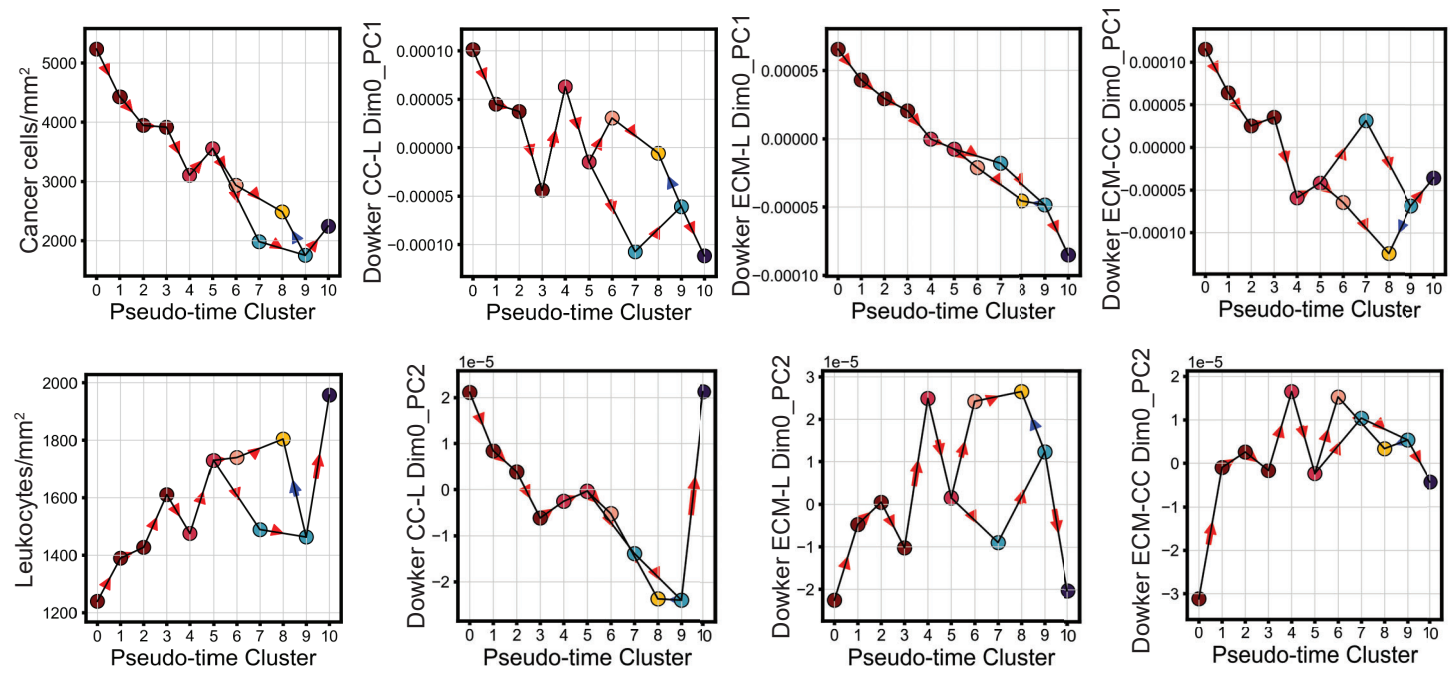 Cancer cells/mm²
5000
4000
3000
2000
0 1 2 3 4 5 6 7 8 9 10
Pseudo-time Cluster
Dowker CC-L Dim0_PC1
0.00010
0.00005
0.00000
−0.00005
−0.00010
0 1 2 3 4 5 6 7 8 9 10
Pseudo-time Cluster
Dowker ECM-L Dim0_PC1
0.00005
0.00000
−0.00005
−0.00010
0 1 2 3 4 5 6 7 8 9 10
Pseudo-time Cluster
Dowker ECM-CC Dim0_PC1
0.00010
0.00005
0.00000
−0.00005
−0.00010
0 1 2 3 4 5 6 7 8 9 10
Pseudo-time Cluster
Leukocytes/mm²
2000
1800
1600
1400
1200
0 1 2 3 4 5 6 7 8 9 10
Pseudo-time Cluster
Dowker CC-L Dim0_PC2
1e−5
2
1
0
−1
−2
0 1 2 3 4 5 6 7 8 9 10
Pseudo-time Cluster
Dowker ECM-L Dim0_PC2
1e−5
3
2
1
0
−1
−2
0 1 2 3 4 5 6 7 8 9 10
Pseudo-time Cluster
Dowker ECM-CC Dim0_PC2
1e−5
2
1
0
−1
−2
−3
0 1 2 3 4 5 6 7 8 9 10
Pseudo-time Cluster